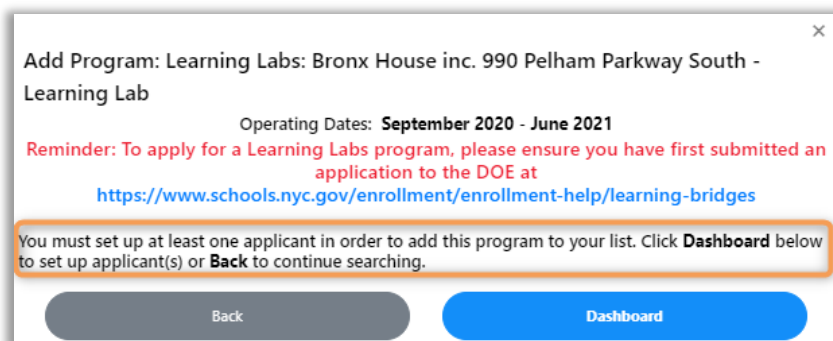 ×
Add Program: Learning Labs: Bronx House inc. 990 Pelham Parkway South -
Learning Lab
Operating Dates: September 2020 - June 2021
Reminder: To apply for a Learning Labs program, please ensure you have first submitted an
application to the DOE at
https://www.schools.nyc.gov/enrollment/enrollment-help/learning-bridges
You must set up at least one applicant in order to add this program to your list. Click Dashboard below
to set up applicant(s) or Back to continue searching.
Back Dashboard